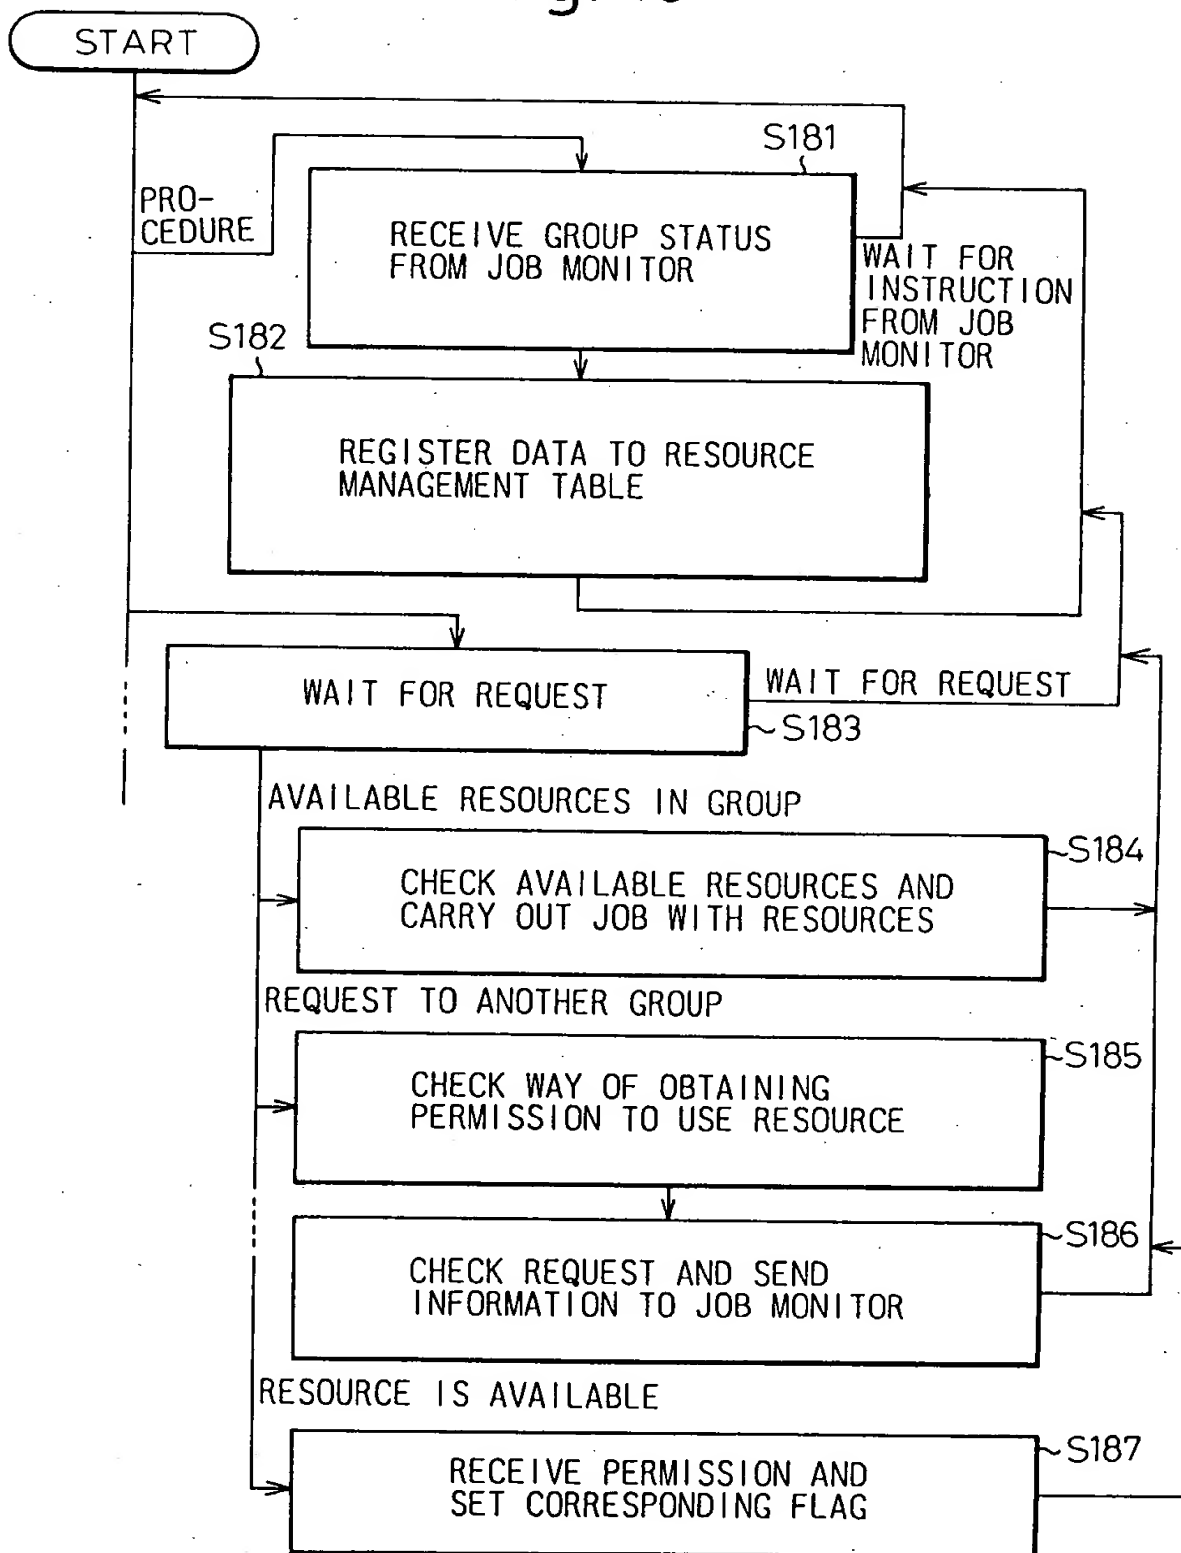 START
S181
PRO-
CEDURE
RECEIVE GROUP STATUS
FROM JOB MONITOR
WAIT FOR
INSTRUCTION
FROM JOB
MONITOR
S182
REGISTER DATA TO RESOURCE
MANAGEMENT TABLE
WAIT FOR REQUEST
WAIT FOR REQUEST
S183
AVAILABLE RESOURCES IN GROUP
S184
CHECK AVAILABLE RESOURCES AND
CARRY OUT JOB WITH RESOURCES
REQUEST TO ANOTHER GROUP
S185
CHECK WAY OF OBTAINING
PERMISSION TO USE RESOURCE
S186
CHECK REQUEST AND SEND
INFORMATION TO JOB MONITOR
RESOURCE IS AVAILABLE
S187
RECEIVE PERMISSION AND
SET CORRESPONDING FLAG